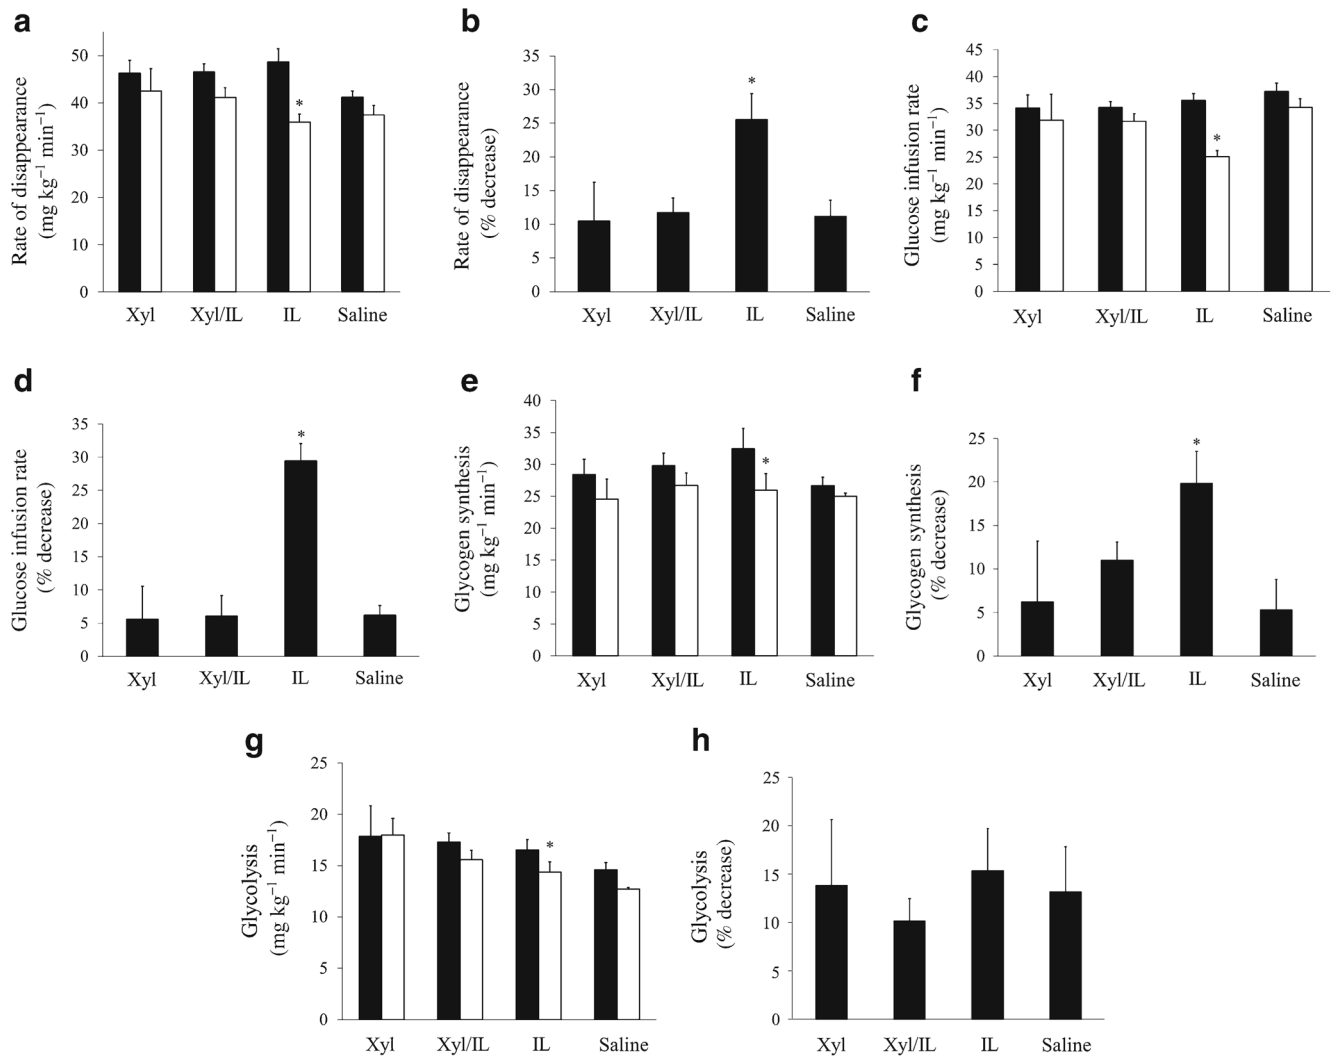 a
Rate of disappearance
(mg kg⁻¹ min⁻¹)
50
40
30
20
10
0
*
Xyl Xyl/IL IL Saline
b
Rate of disappearance
(% decrease)
35
30
25
20
15
10
5
0
*
Xyl Xyl/IL IL Saline
c
Glucose infusion rate
(mg kg⁻¹ min⁻¹)
45
40
35
30
25
20
15
10
5
0
*
Xyl Xyl/IL IL Saline
d
Glucose infusion rate
(% decrease)
35
30
25
20
15
10
5
0
*
Xyl Xyl/IL IL Saline
e
Glycogen synthesis
(mg kg⁻¹ min⁻¹)
40
35
30
25
20
15
10
5
0
*
Xyl Xyl/IL IL Saline
f
Glycogen synthesis
(% decrease)
25
20
15
10
5
0
*
Xyl Xyl/IL IL Saline
g
Glycolysis
(mg kg⁻¹ min⁻¹)
25
20
15
10
5
0
*
Xyl Xyl/IL IL Saline
h
Glycolysis
(% decrease)
25
20
15
10
5
0
Xyl Xyl/IL IL Saline